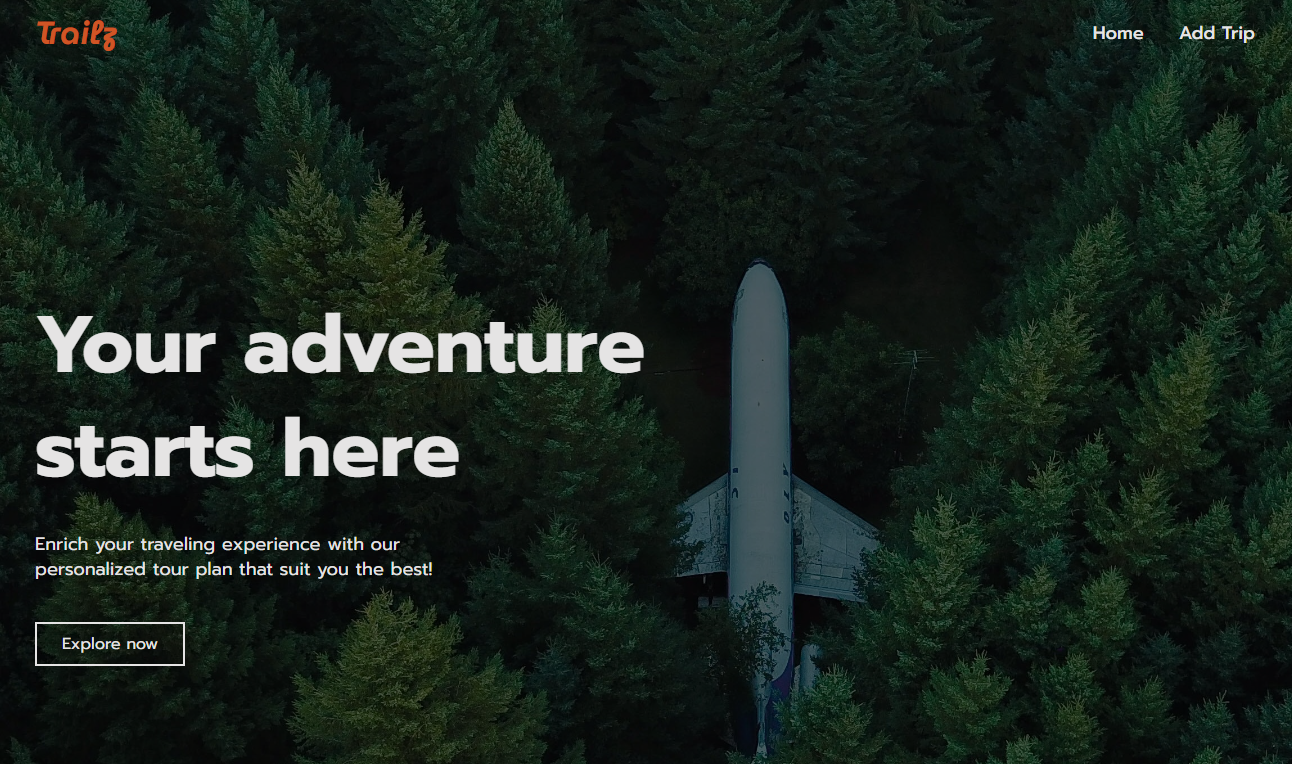 Trailz
Home
Add Trip
Your adventure
starts here
Enrich your traveling experience with our
personalized tour plan that suit you the best!
Explore now